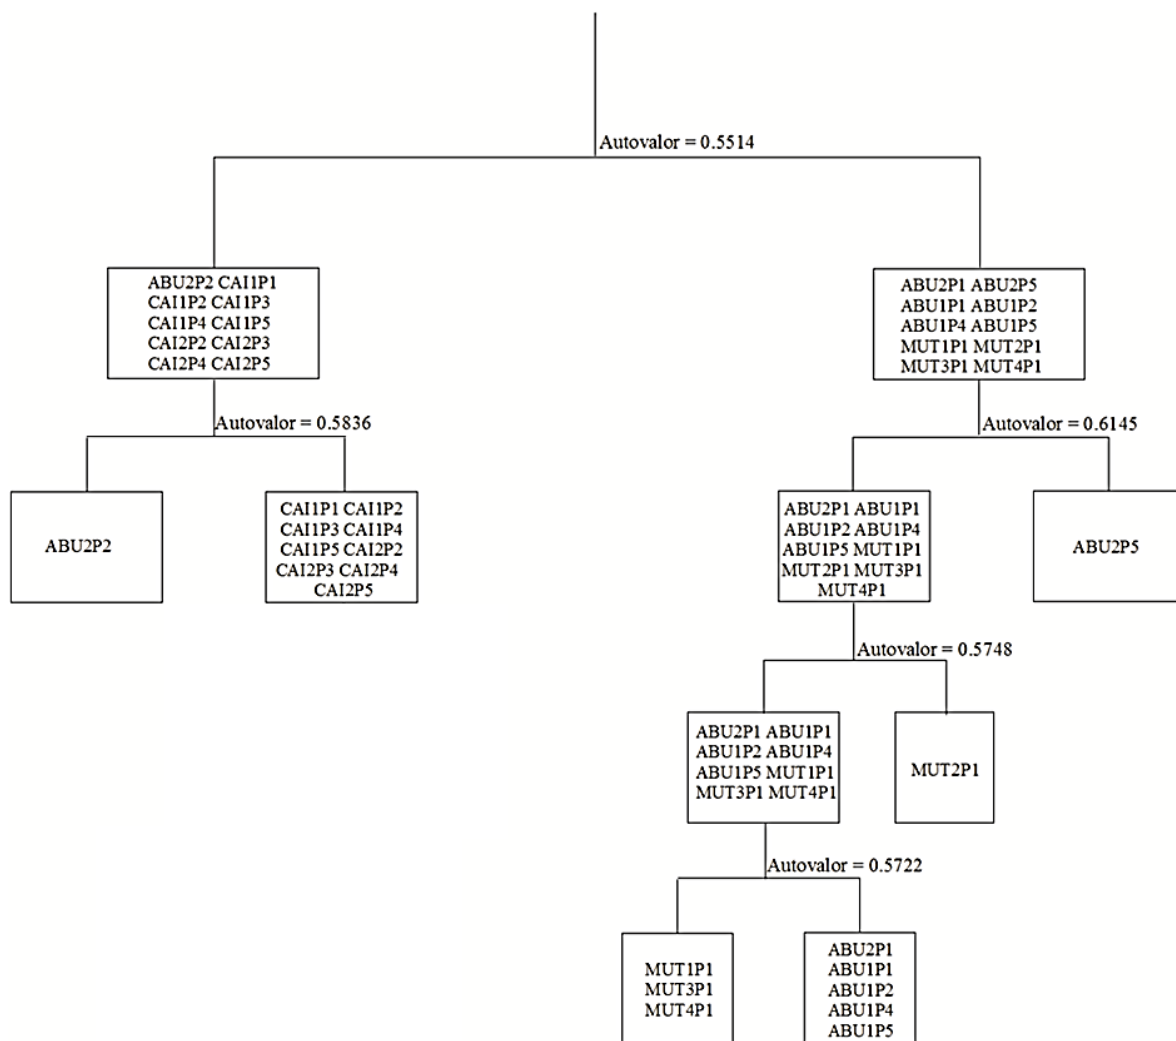 Autovalor = 0.5514
ABU2P2 CAI1P1
CAI1P2 CAI1P3
CAI1P4 CAI1P5
CAI2P2 CAI2P3
CAI2P4 CAI2P5
ABU2P1 ABU2P5
ABU1P1 ABU1P2
ABU1P4 ABU1P5
MUT1P1 MUT2P1
MUT3P1 MUT4P1
Autovalor = 0.5836
Autovalor = 0.6145
ABU2P2
CAI1P1 CAI1P2
CAI1P3 CAI1P4
CAI1P5 CAI2P2
CAI2P3 CAI2P4
CAI2P5
ABU2P1 ABU1P1
ABU1P2 ABU1P4
ABU1P5 MUT1P1
MUT2P1 MUT3P1
MUT4P1
ABU2P5
Autovalor = 0.5748
ABU2P1 ABU1P1
ABU1P2 ABU1P4
ABU1P5 MUT1P1
MUT3P1 MUT4P1
MUT2P1
Autovalor = 0.5722
MUT1P1
MUT3P1
MUT4P1
ABU2P1
ABU1P1
ABU1P2
ABU1P4
ABU1P5